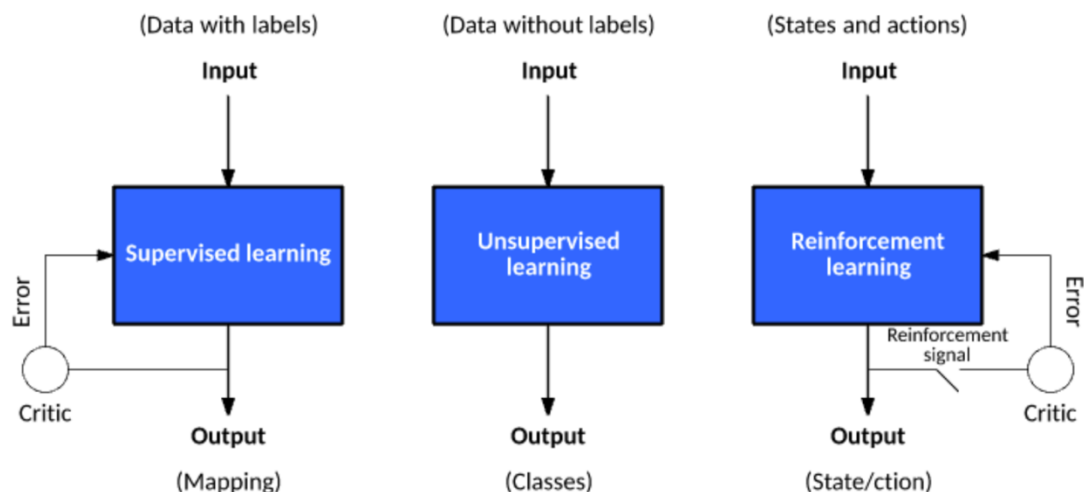 (Data with labels)
Input
Supervised learning
Error
Critic
Output
(Mapping)
(Data without labels)
Input
Unsupervised
learning
Output
(Classes)
(States and actions)
Input
Reinforcement
learning
Reinforcement
signal
Error
Critic
Output
(State/ction)